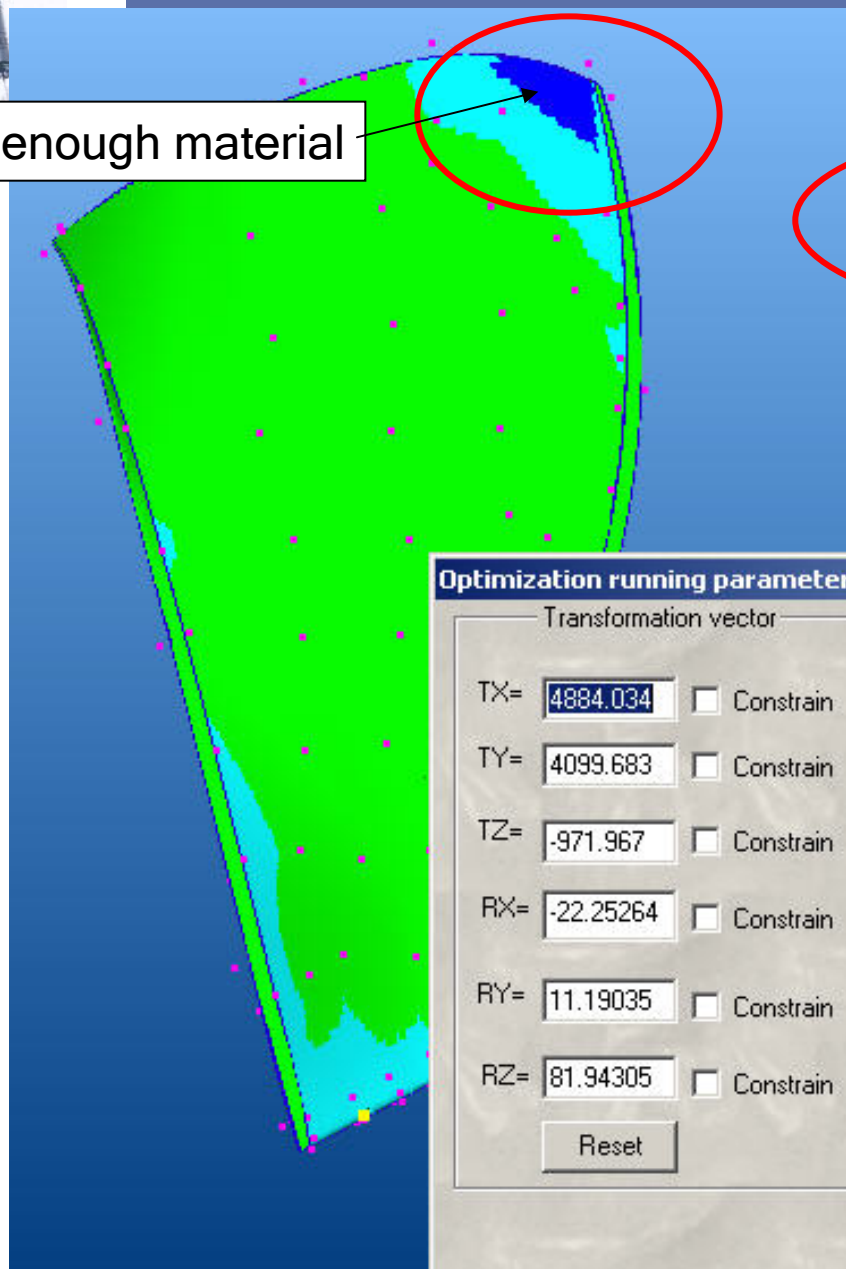 enough material
Optimization running parameter
Transformation vector
TX= 4884.034 Constrain
TY= 4099.683 Constrain
TZ= -971.967 Constrain
RX= -22.25264 Constrain
RY= 11.19035 Constrain
RZ= 81.94305 Constrain
Reset